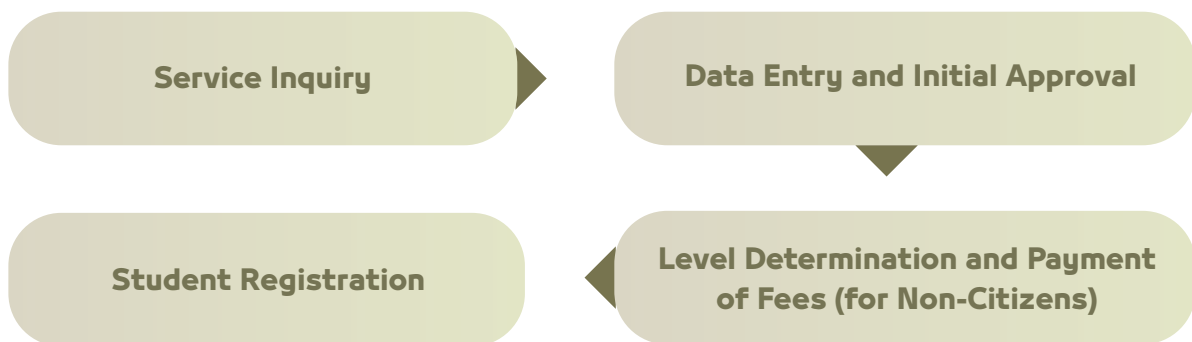 Service Inquiry
Data Entry and Initial Approval
Level Determination and Payment
of Fees (for Non-Citizens)
Student Registration